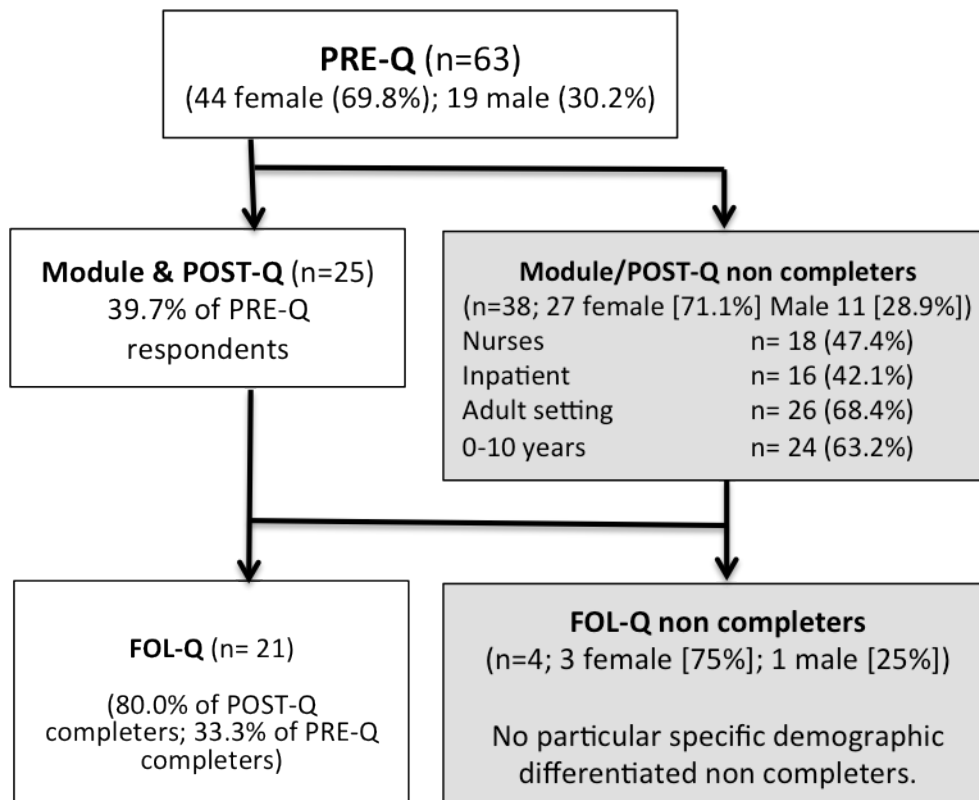 PRE-Q (n=63)
(44 female (69.8%); 19 male (30.2%)
Module & POST-Q (n=25)
39.7% of PRE-Q
respondents
Module/POST-Q non completers
(n=38; 27 female [71.1%] Male 11 [28.9%])
Nurses n= 18 (47.4%)
Inpatient n= 16 (42.1%)
Adult setting n= 26 (68.4%)
0-10 years n= 24 (63.2%)
FOL-Q (n= 21)
(80.0% of POST-Q
completers; 33.3% of PRE-Q
completers)
FOL-Q non completers
(n=4; 3 female [75%]; 1 male [25%])
No particular specific demographic
differentiated non completers.